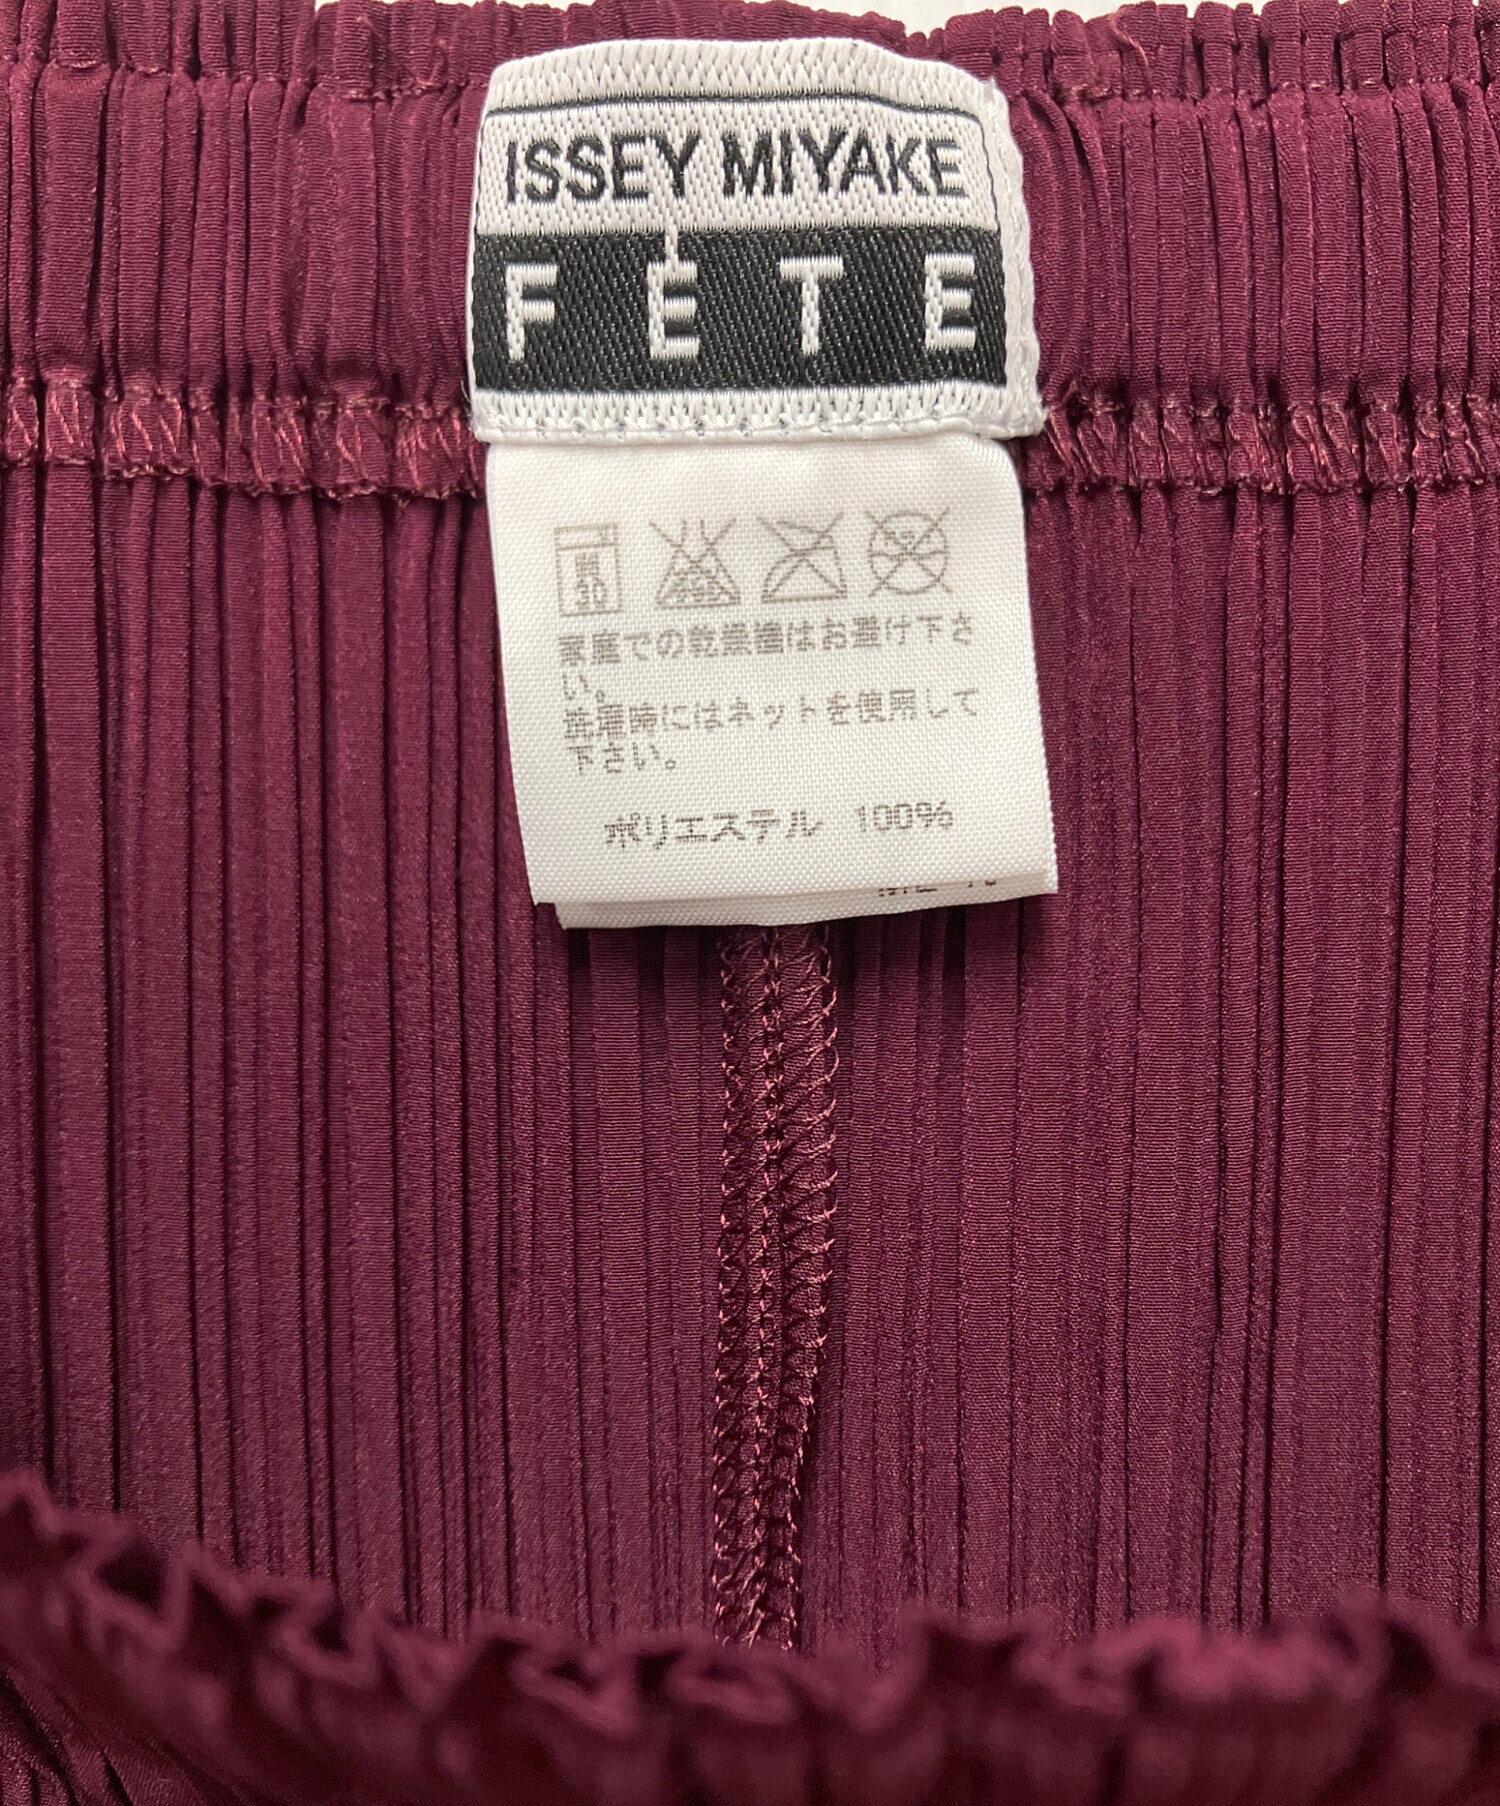 ISSEY MIYAKE
FÈTE
弱
30
家庭での乾燥機はお避け下さ
い。
洗濯時にはネットを使用して
下さい。
ポリエステル 100%